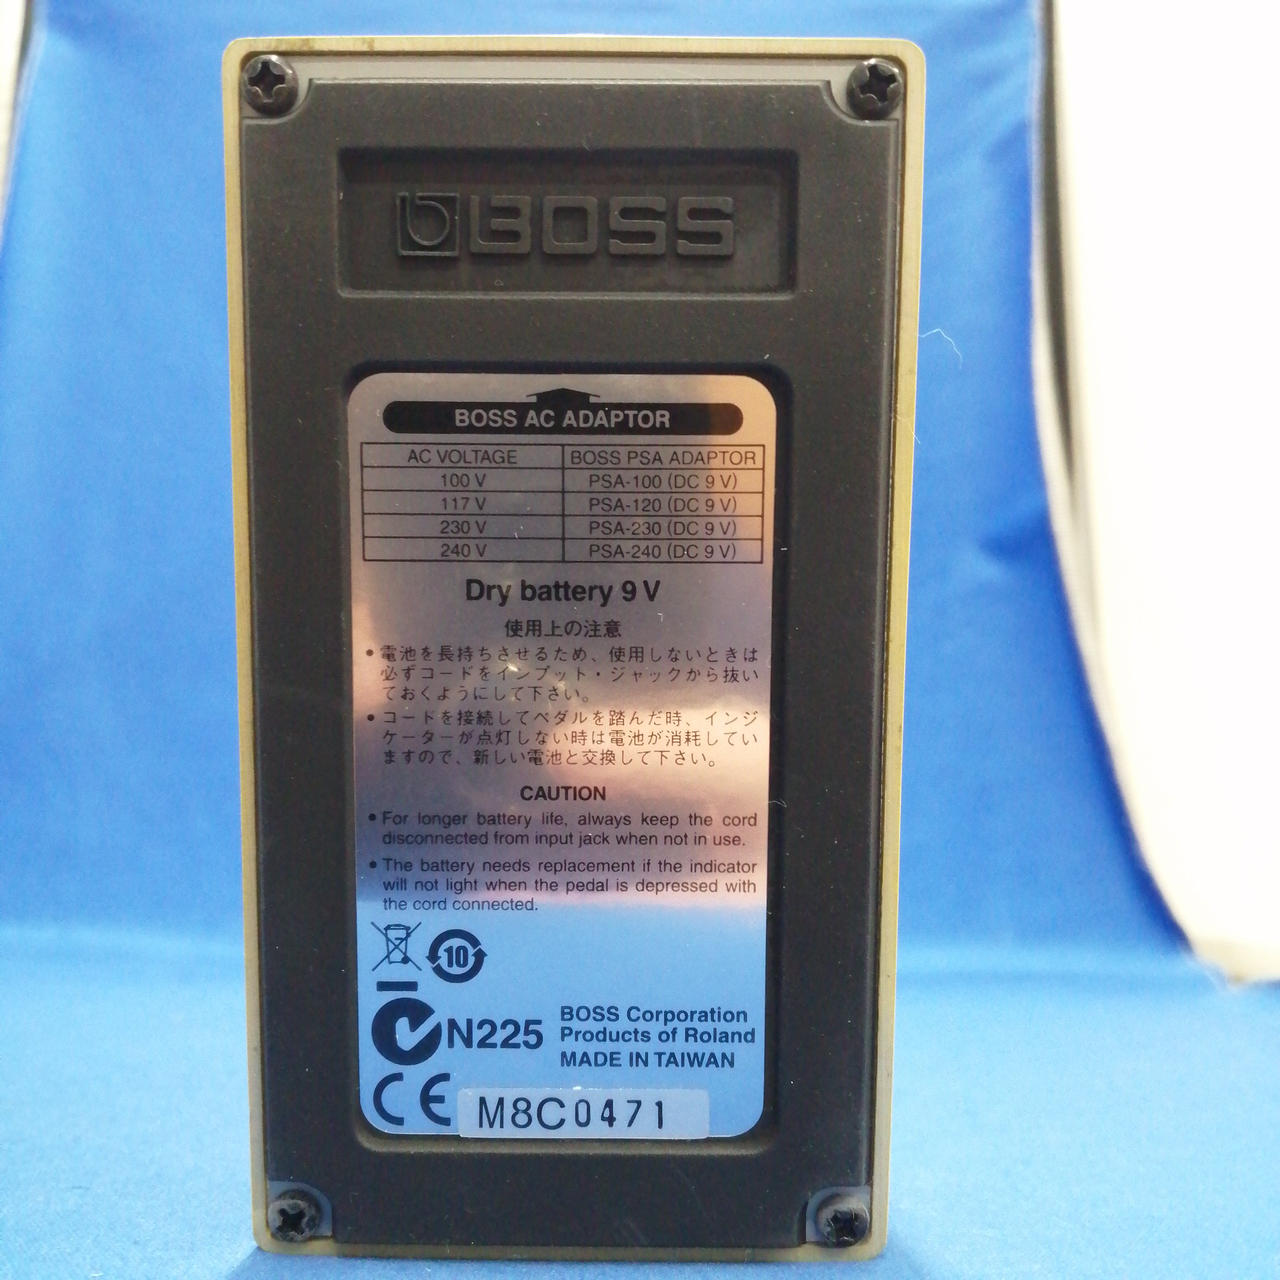 BOSS
BOSS AC ADAPTOR
AC VOLTAGE BOSS PSA ADAPTOR
100 V PSA-100 (DC 9 V)
117 V PSA-120 (DC 9 V)
230 V PSA-230 (DC 9 V)
240 V PSA-240 (DC 9 V)
Dry battery 9 V
使用上の注意
• 電池を長持ちさせるため、使用しないときは
必ずコードをインプット・ジャックから抜い
ておくようにして下さい。
• コードを接続してペダルを踏んだ時、インジ
ケーターが点灯しない時は電池が消耗してい
ますので、新しい電池と交換して下さい。
CAUTION
• For longer battery life, always keep the cord
disconnected from input jack when not in use.
• The battery needs replacement if the indicator
will not light when the pedal is depressed with
the cord connected.
10
N225
BOSS Corporation
Products of Roland
MADE IN TAIWAN
CE
M8C0471